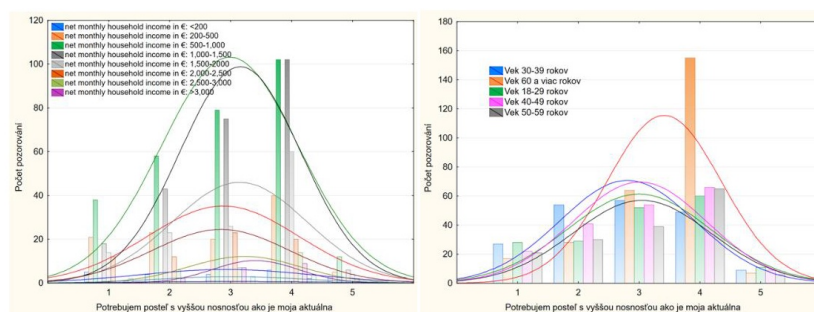 120
100
80
60
40
20
0
Počet pozorování
net monthly household income in €: <200
net monthly household income in €: 200-500
net monthly household income in €: 500-1,000
net monthly household income in €: 1,000-1,500
net monthly household income in €: 1,500-2000
net monthly household income in €: 2,000-2,500
net monthly household income in €: 2,500-3,000
net monthly household income in €: >3,000
1 2 3 4 5
Potrebujem posteľ s vyššou nosnosťou ako je moja aktuálna
180
160
140
120
100
80
60
40
20
0
Počet pozorování
Vek 30-39 rokov
Vek 60 a viac rokov
Vek 18-29 rokov
Vek 40-49 rokov
Vek 50-59 rokov
1 2 3 4 5
Potrebujem posteľ s vyššou nosnosťou ako je moja aktuálna